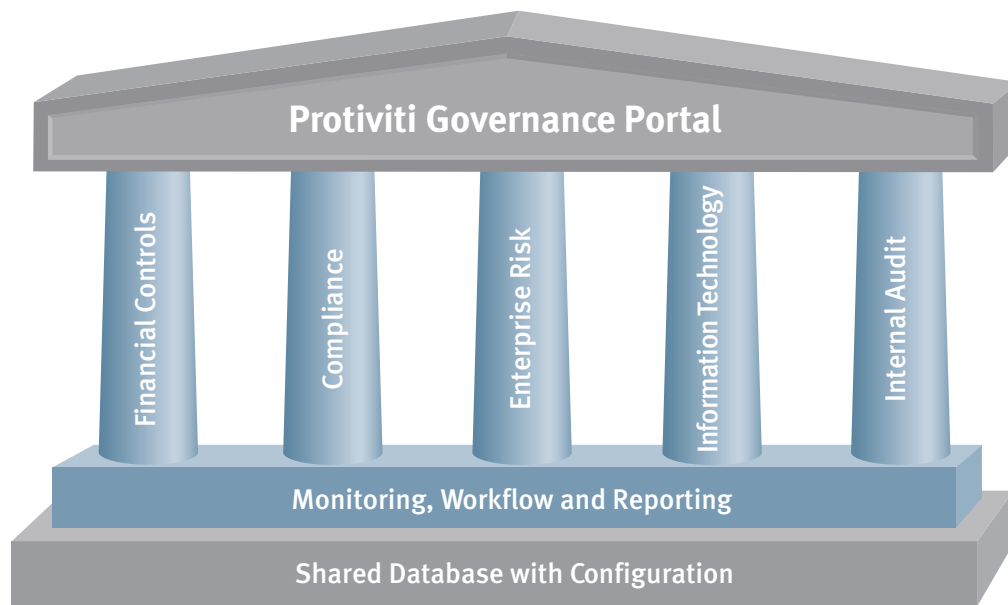 Protiviti Governance Portal
Financial Controls
Compliance
Enterprise Risk
Information Technology
Internal Audit
Monitoring, Workflow and Reporting
Shared Database with Configuration